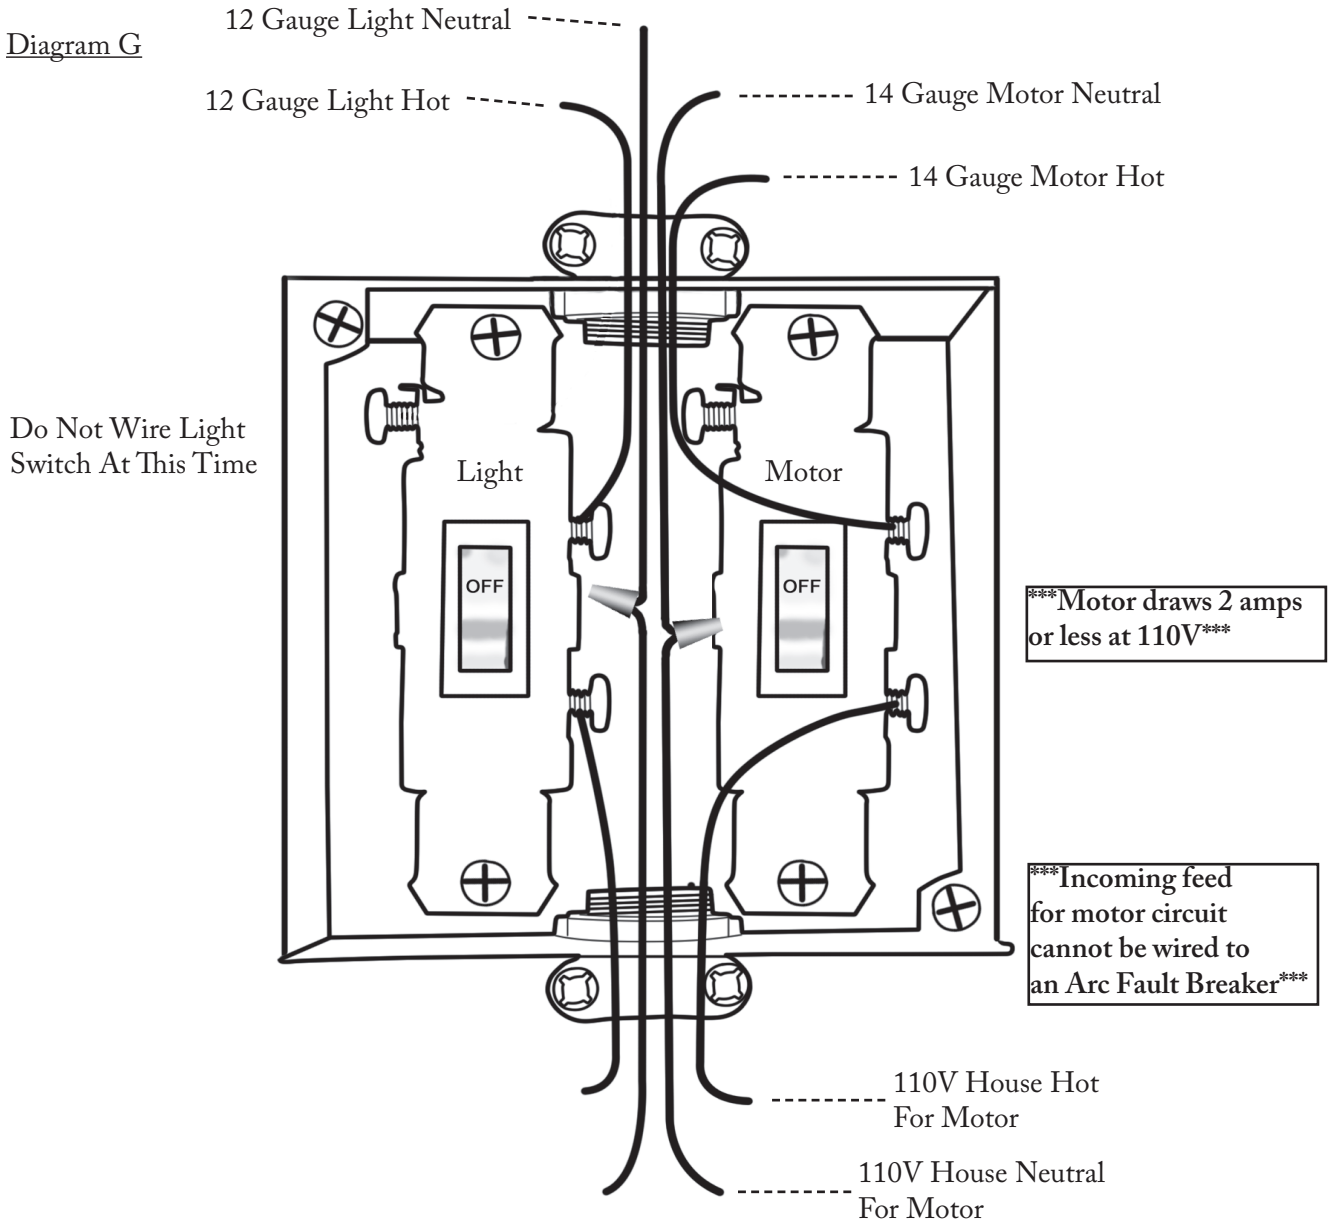 Diagram G
12 Gauge Light Neutral
12 Gauge Light Hot
14 Gauge Motor Neutral
14 Gauge Motor Hot
Do Not Wire Light
Switch At This Time
Light
Motor
OFF
OFF
***Motor draws 2 amps
or less at 110V***
***Incoming feed
for motor circuit
cannot be wired to
an Arc Fault Breaker***
110V House Hot
For Motor
110V House Neutral
For Motor